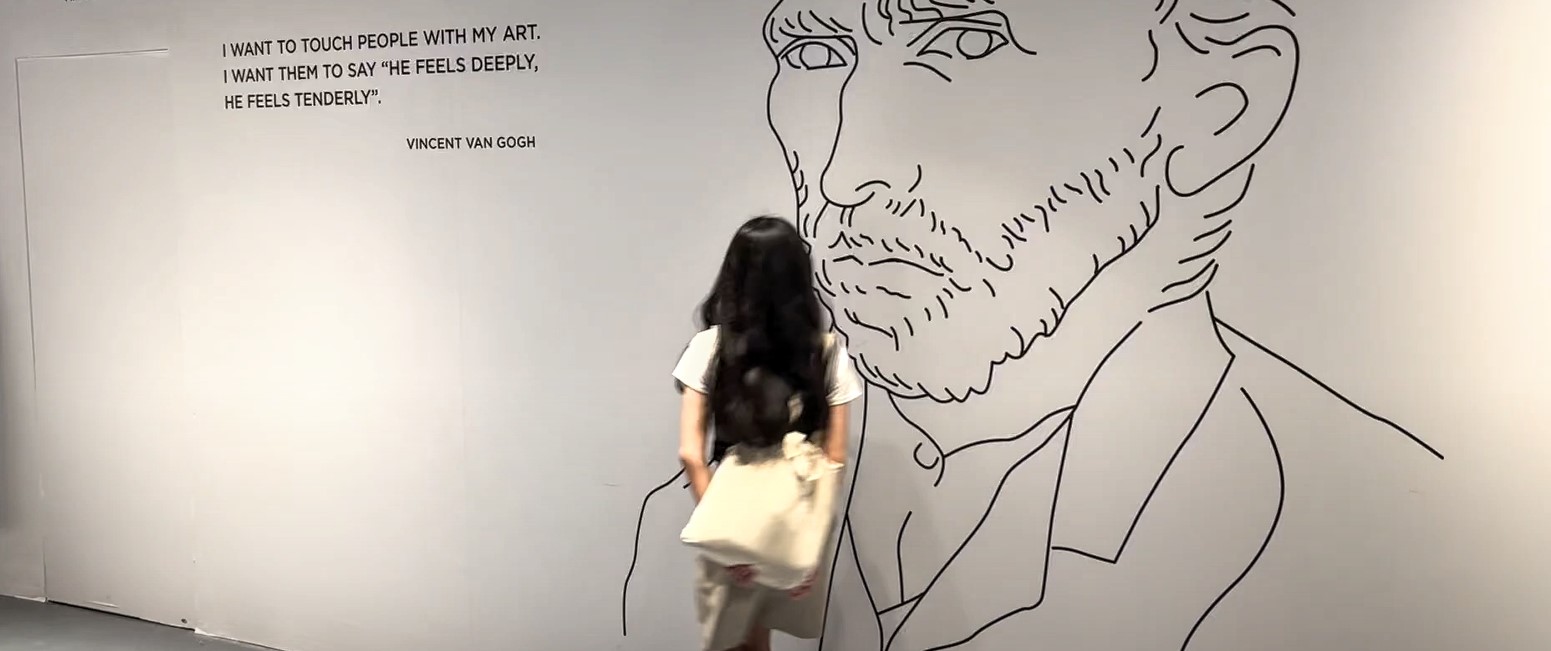 I WANT TO TOUCH PEOPLE WITH MY ART.
I WANT THEM TO SAY “HE FEELS DEEPLY,
HE FEELS TENDERLY”.
VINCENT VAN GOGH